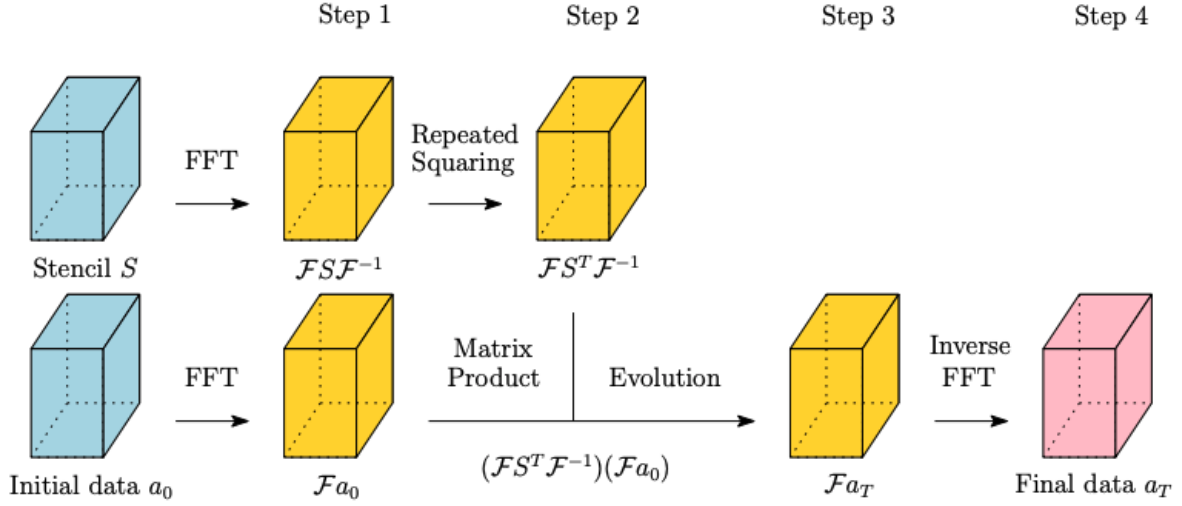 Step 1 Step 2 Step 3 Step 4
FFT
Repeated
Squaring
Stencil S
ℱSℱ⁻¹
ℱSᵀℱ⁻¹
FFT
Matrix
Product
Evolution
Inverse
FFT
Initial data a₀
ℱa₀
(ℱSᵀℱ⁻¹)(ℱa₀)
ℱa_T
Final data a_T